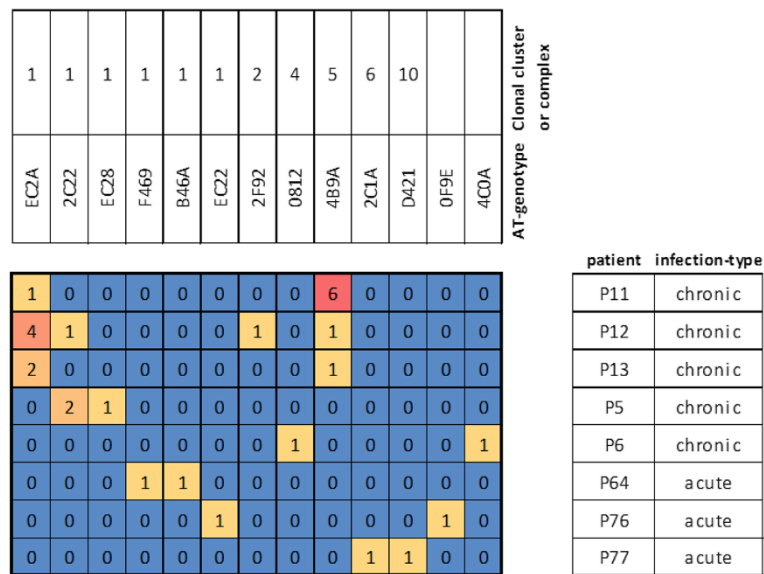 1 1 1 1 1 1 2 4 5 6 10
Clonal cluster or complex
EC2A 2C22 EC28 F469 B46A EC22 2F92 0812 4B9A 2C1A D421 0F9E 4C0A
AT-genotype
patient infection-type
1 0 0 0 0 0 0 0 6 0 0 0 0 P11 chronic
4 1 0 0 0 0 1 0 1 0 0 0 0 P12 chronic
2 0 0 0 0 0 0 0 1 0 0 0 0 P13 chronic
0 2 1 0 0 0 0 0 0 0 0 0 0 P5 chronic
0 0 0 0 0 0 0 1 0 0 0 0 1 P6 chronic
0 0 0 1 1 0 0 0 0 0 0 0 0 P64 acute
0 0 0 0 0 1 0 0 0 0 0 1 0 P76 acute
0 0 0 0 0 0 0 0 0 1 1 0 0 P77 acute